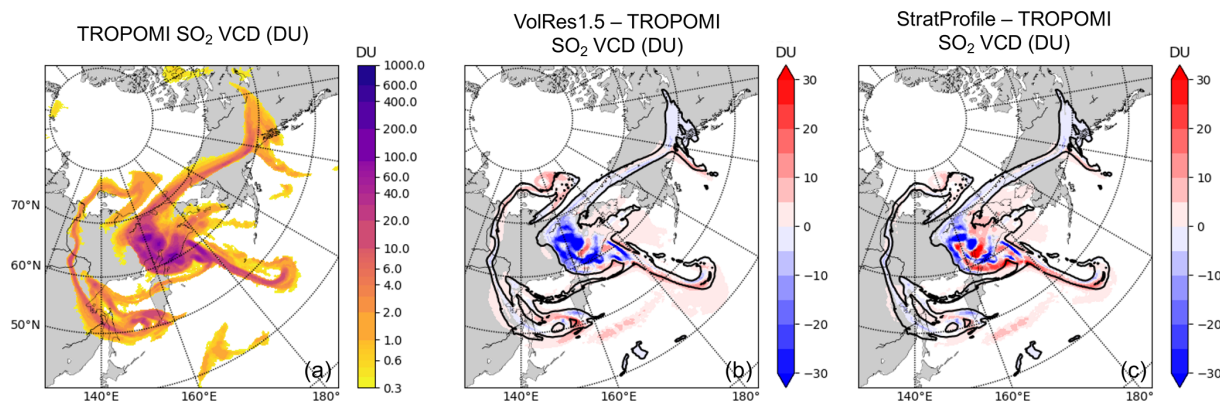 TROPOMI SO₂ VCD (DU)
VolRes1.5 – TROPOMI
SO₂ VCD (DU)
StratProfile – TROPOMI
SO₂ VCD (DU)
DU
1000.0
600.0
400.0
200.0
100.0
60.0
40.0
20.0
10.0
6.0
4.0
2.0
1.0
0.6
0.3
70°N
60°N
50°N
140°E
160°E
180°
(a)
DU
30
20
10
0
−10
−20
−30
140°E
160°E
180°
(b)
DU
30
20
10
0
−10
−20
−30
140°E
160°E
180°
(c)